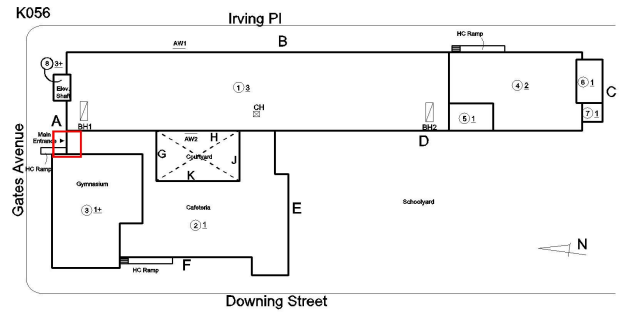 K056
Irving Pl
HC Ramp
AW1
B
8 3+
Elev.
Shaft
1 3
4 2
6 1
C
CH
5 1
7 1
A
BH1
BH2
Main
Entrance
AW2
H
D
G
Courtyard
J
HC Ramp
K
Gymnasium
Gates Avenue
Cafeteria
E
Schoolyard
3 1+
2 1
N
F
HC Ramp
Downing Street